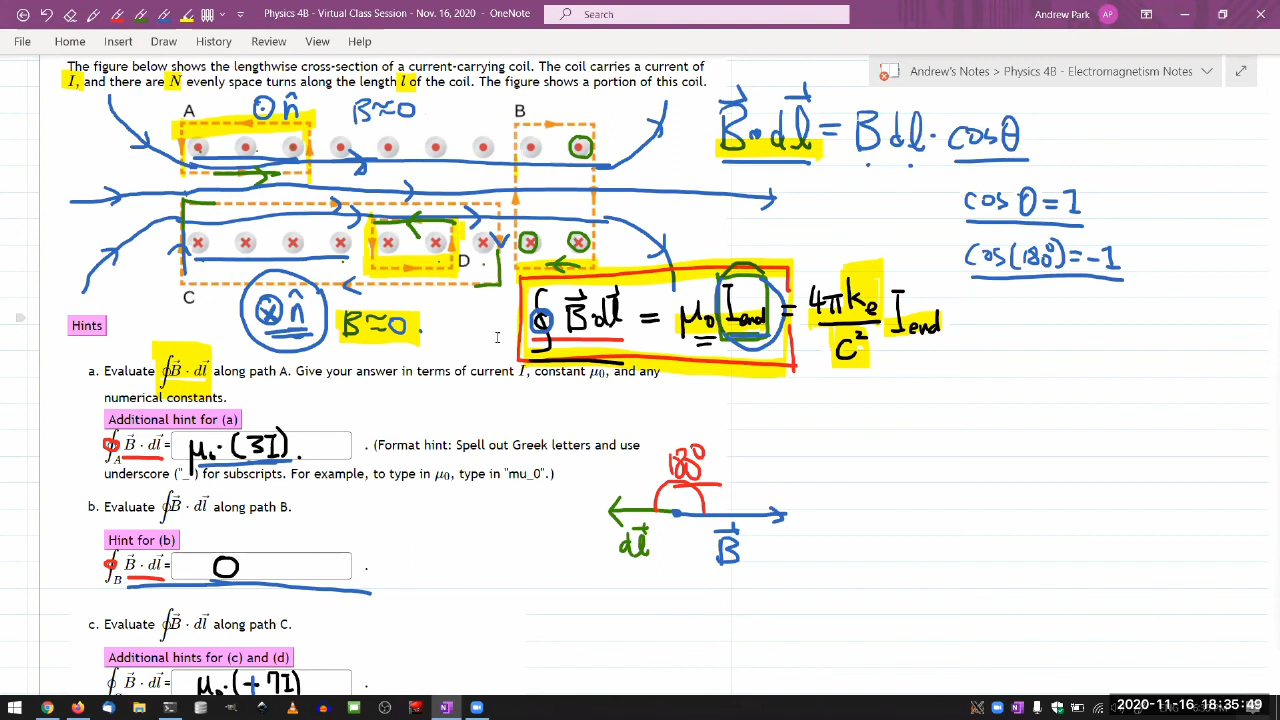 Physics 4B - Virtual Class Session - Nov. 16, 2020 - OneNote
Search
Andrew Park
AP
File Home Insert Draw History Review View Help
Andrew's Notes > Physics 4B - Electromagnetism Notes
The figure below shows the lengthwise cross-section of a current-carrying coil. The coil carries a current of
I, and there are N evenly space turns along the length l of the coil. The figure shows a portion of this coil.
A
⊙ n̂
B≈0
B
B⃗·dl⃗ = Bdl·cosθ
cosθ=1
cos(180°)=-1
D
C
⊗ n̂
B≈0.
∮B⃗·dl⃗ = μ₀ I_end = 4πk_e/c² I_end
Hints
a. Evaluate ∮B⃗ · dl⃗ along path A. Give your answer in terms of current I, constant μ₀, and any
numerical constants.
Additional hint for (a)
∮_A B⃗ · dl⃗ = μ₀·(3I). . (Format hint: Spell out Greek letters and use
underscore ("_") for subscripts. For example, to type in μ₀, type in "mu_0".)
180°
dl⃗
B⃗
b. Evaluate ∮B⃗ · dl⃗ along path B.
Hint for (b)
∮_B B⃗ · dl⃗ = 0 .
c. Evaluate ∮B⃗ · dl⃗ along path C.
Additional hints for (c) and (d)
∮ B⃗ · dl⃗ = μ₀·(+7I) .
2020-11-16 18:35:49